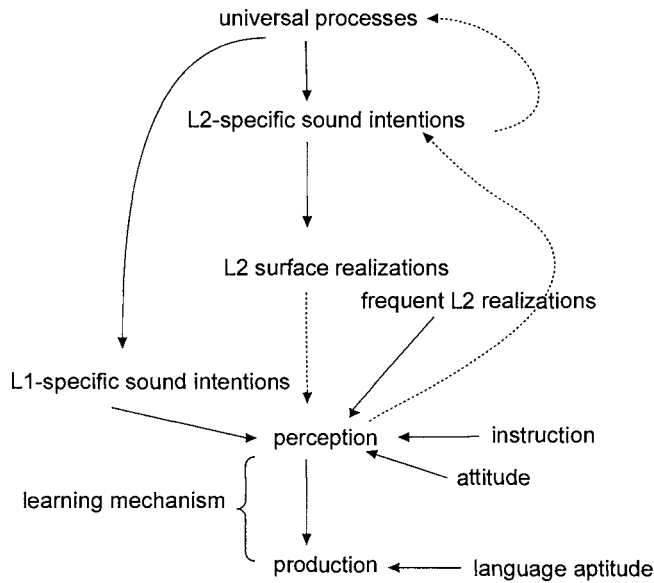 universal processes
L2-specific sound intentions
L2 surface realizations
frequent L2 realizations
L1-specific sound intentions
perception
instruction
attitude
learning mechanism
production
language aptitude